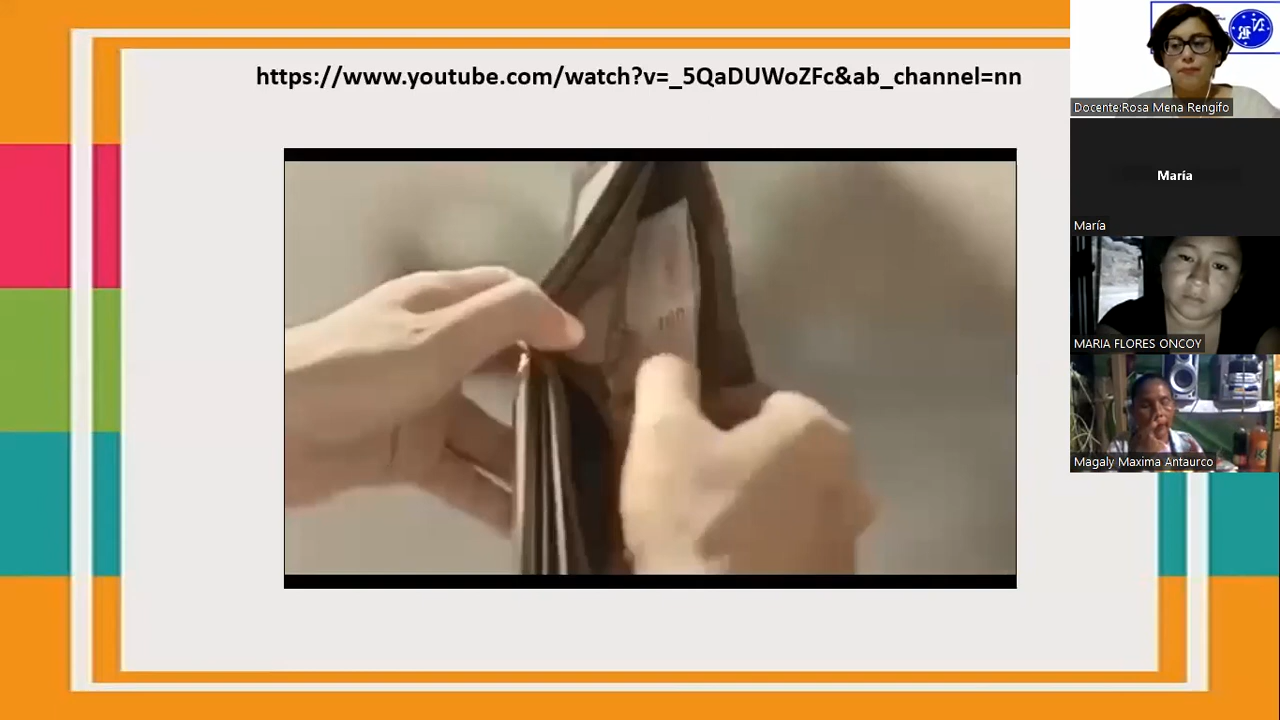 https://www.youtube.com/watch?v=_5QaDUWoZFc&ab_channel=nn
Docente:Rosa Mena Rengifo
María
María
MARIA FLORES ONCOY
Magaly Maxima Antaurco